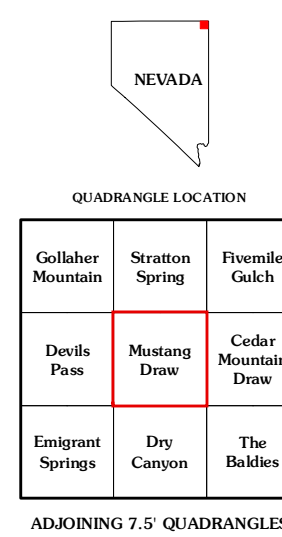 NEVADA
QUADRANGLE LOCATION
Gollaher Mountain
Stratton Spring
Fivemile Gulch
Devils Pass
Mustang Draw
Cedar Mountain Draw
Emigrant Springs
Dry Canyon
The Baldies
ADJOINING 7.5' QUADRANGLES